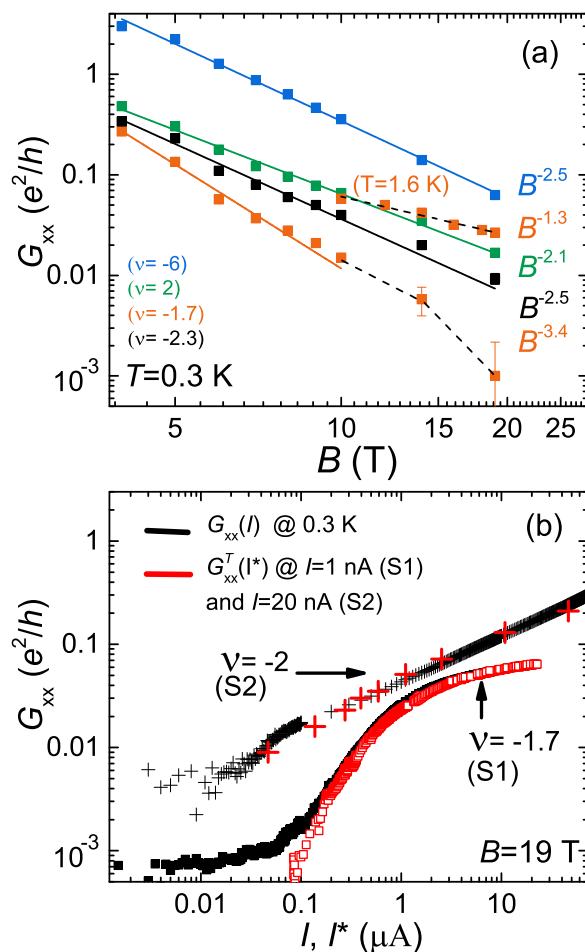 (a)
1
0.1
0.01
10⁻³
G_xx (e²/h)
(T=1.6 K)
B^-2.5
B^-1.3
B^-2.1
B^-2.5
B^-3.4
(ν= -6)
(ν= 2)
(ν= -1.7)
(ν= -2.3)
T=0.3 K
5 10 15 20 25
B (T)
(b)
G_xx(I) @ 0.3 K
G^T_xx(I*) @ I=1 nA (S1)
and I=20 nA (S2)
1
0.1
0.01
10⁻³
G_xx (e²/h)
ν= -2
(S2)
ν= -1.7
(S1)
B=19 T
0.01 0.1 1 10
I, I* (µA)